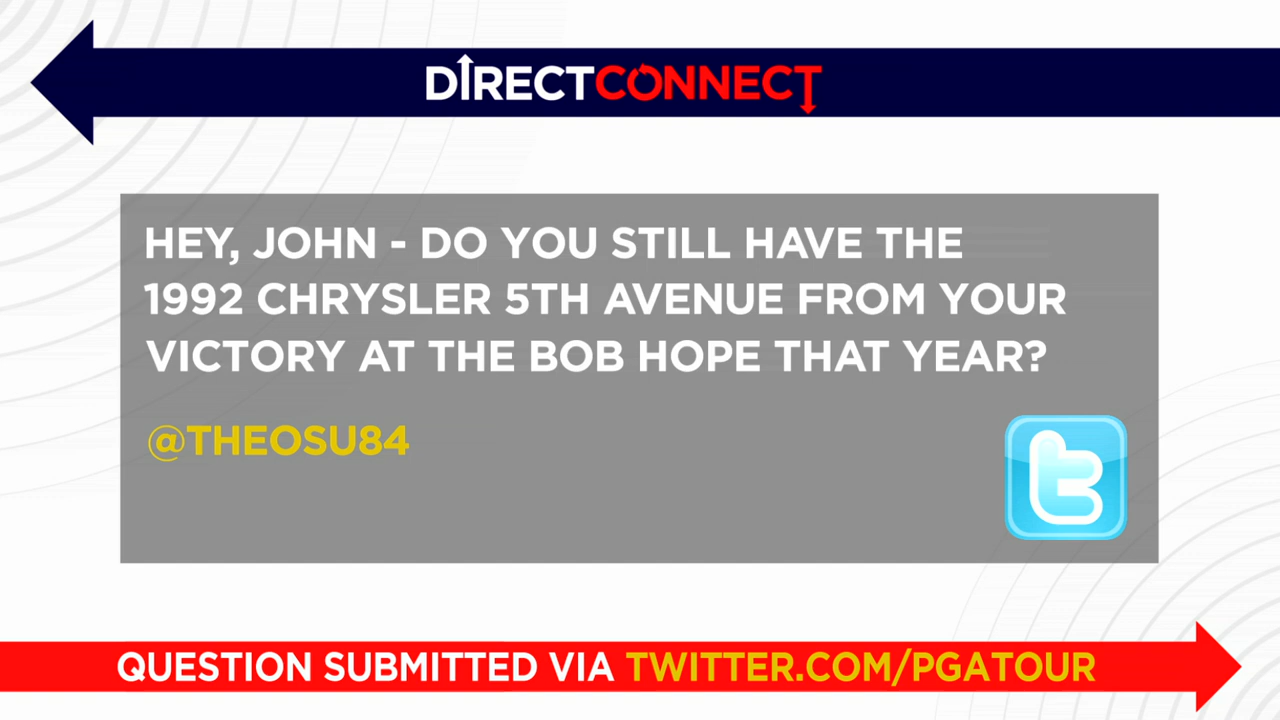 DIRECTCONNECT
HEY, JOHN - DO YOU STILL HAVE THE
1992 CHRYSLER 5TH AVENUE FROM YOUR
VICTORY AT THE BOB HOPE THAT YEAR?
@THEOSU84
t
QUESTION SUBMITTED VIA TWITTER.COM/PGATOUR